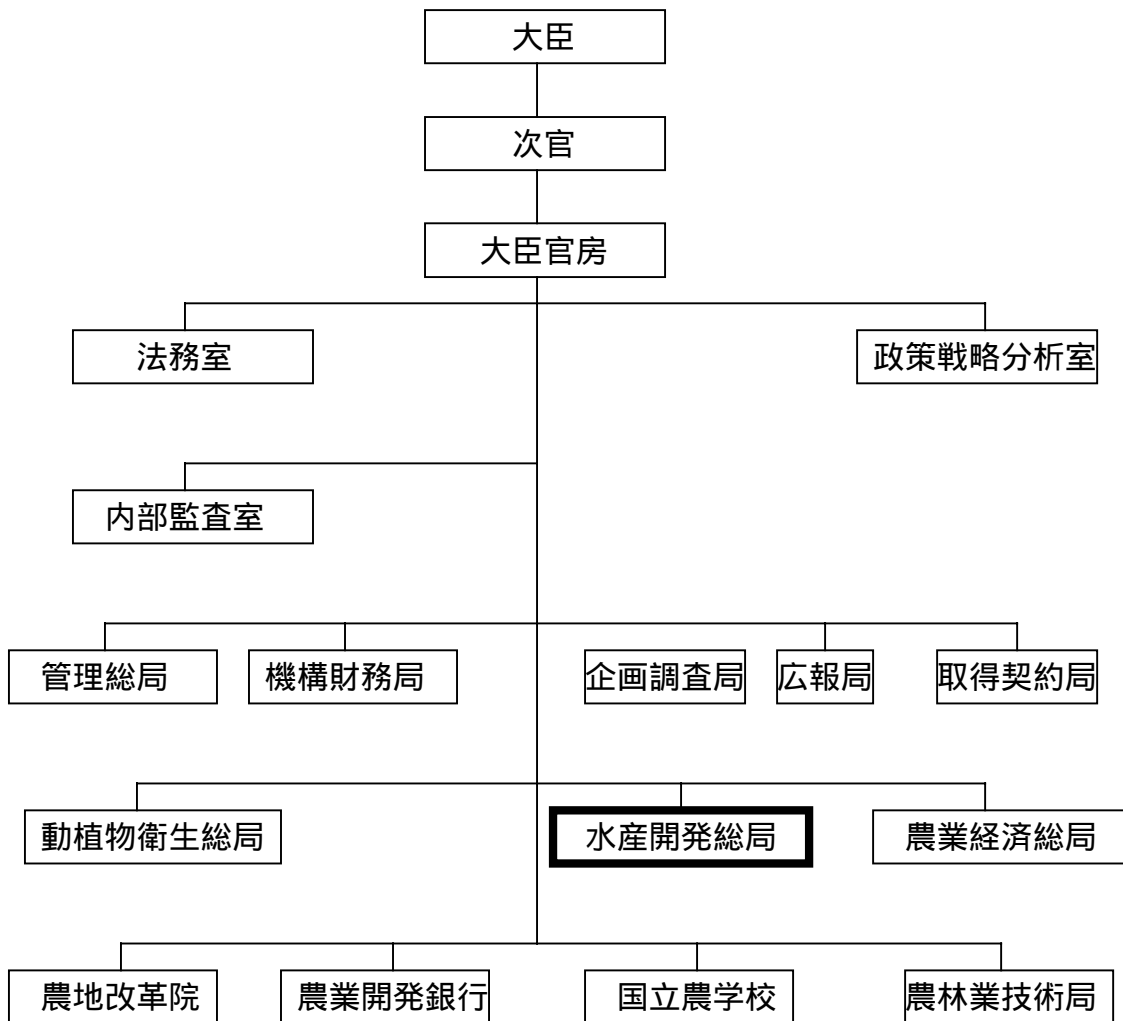 大臣
次官
大臣官房
法務室
政策戦略分析室
内部監査室
管理総局
機構財務局
企画調査局
広報局
取得契約局
動植物衛生総局
水産開発総局
農業経済総局
農地改革院
農業開発銀行
国立農学校
農林業技術局